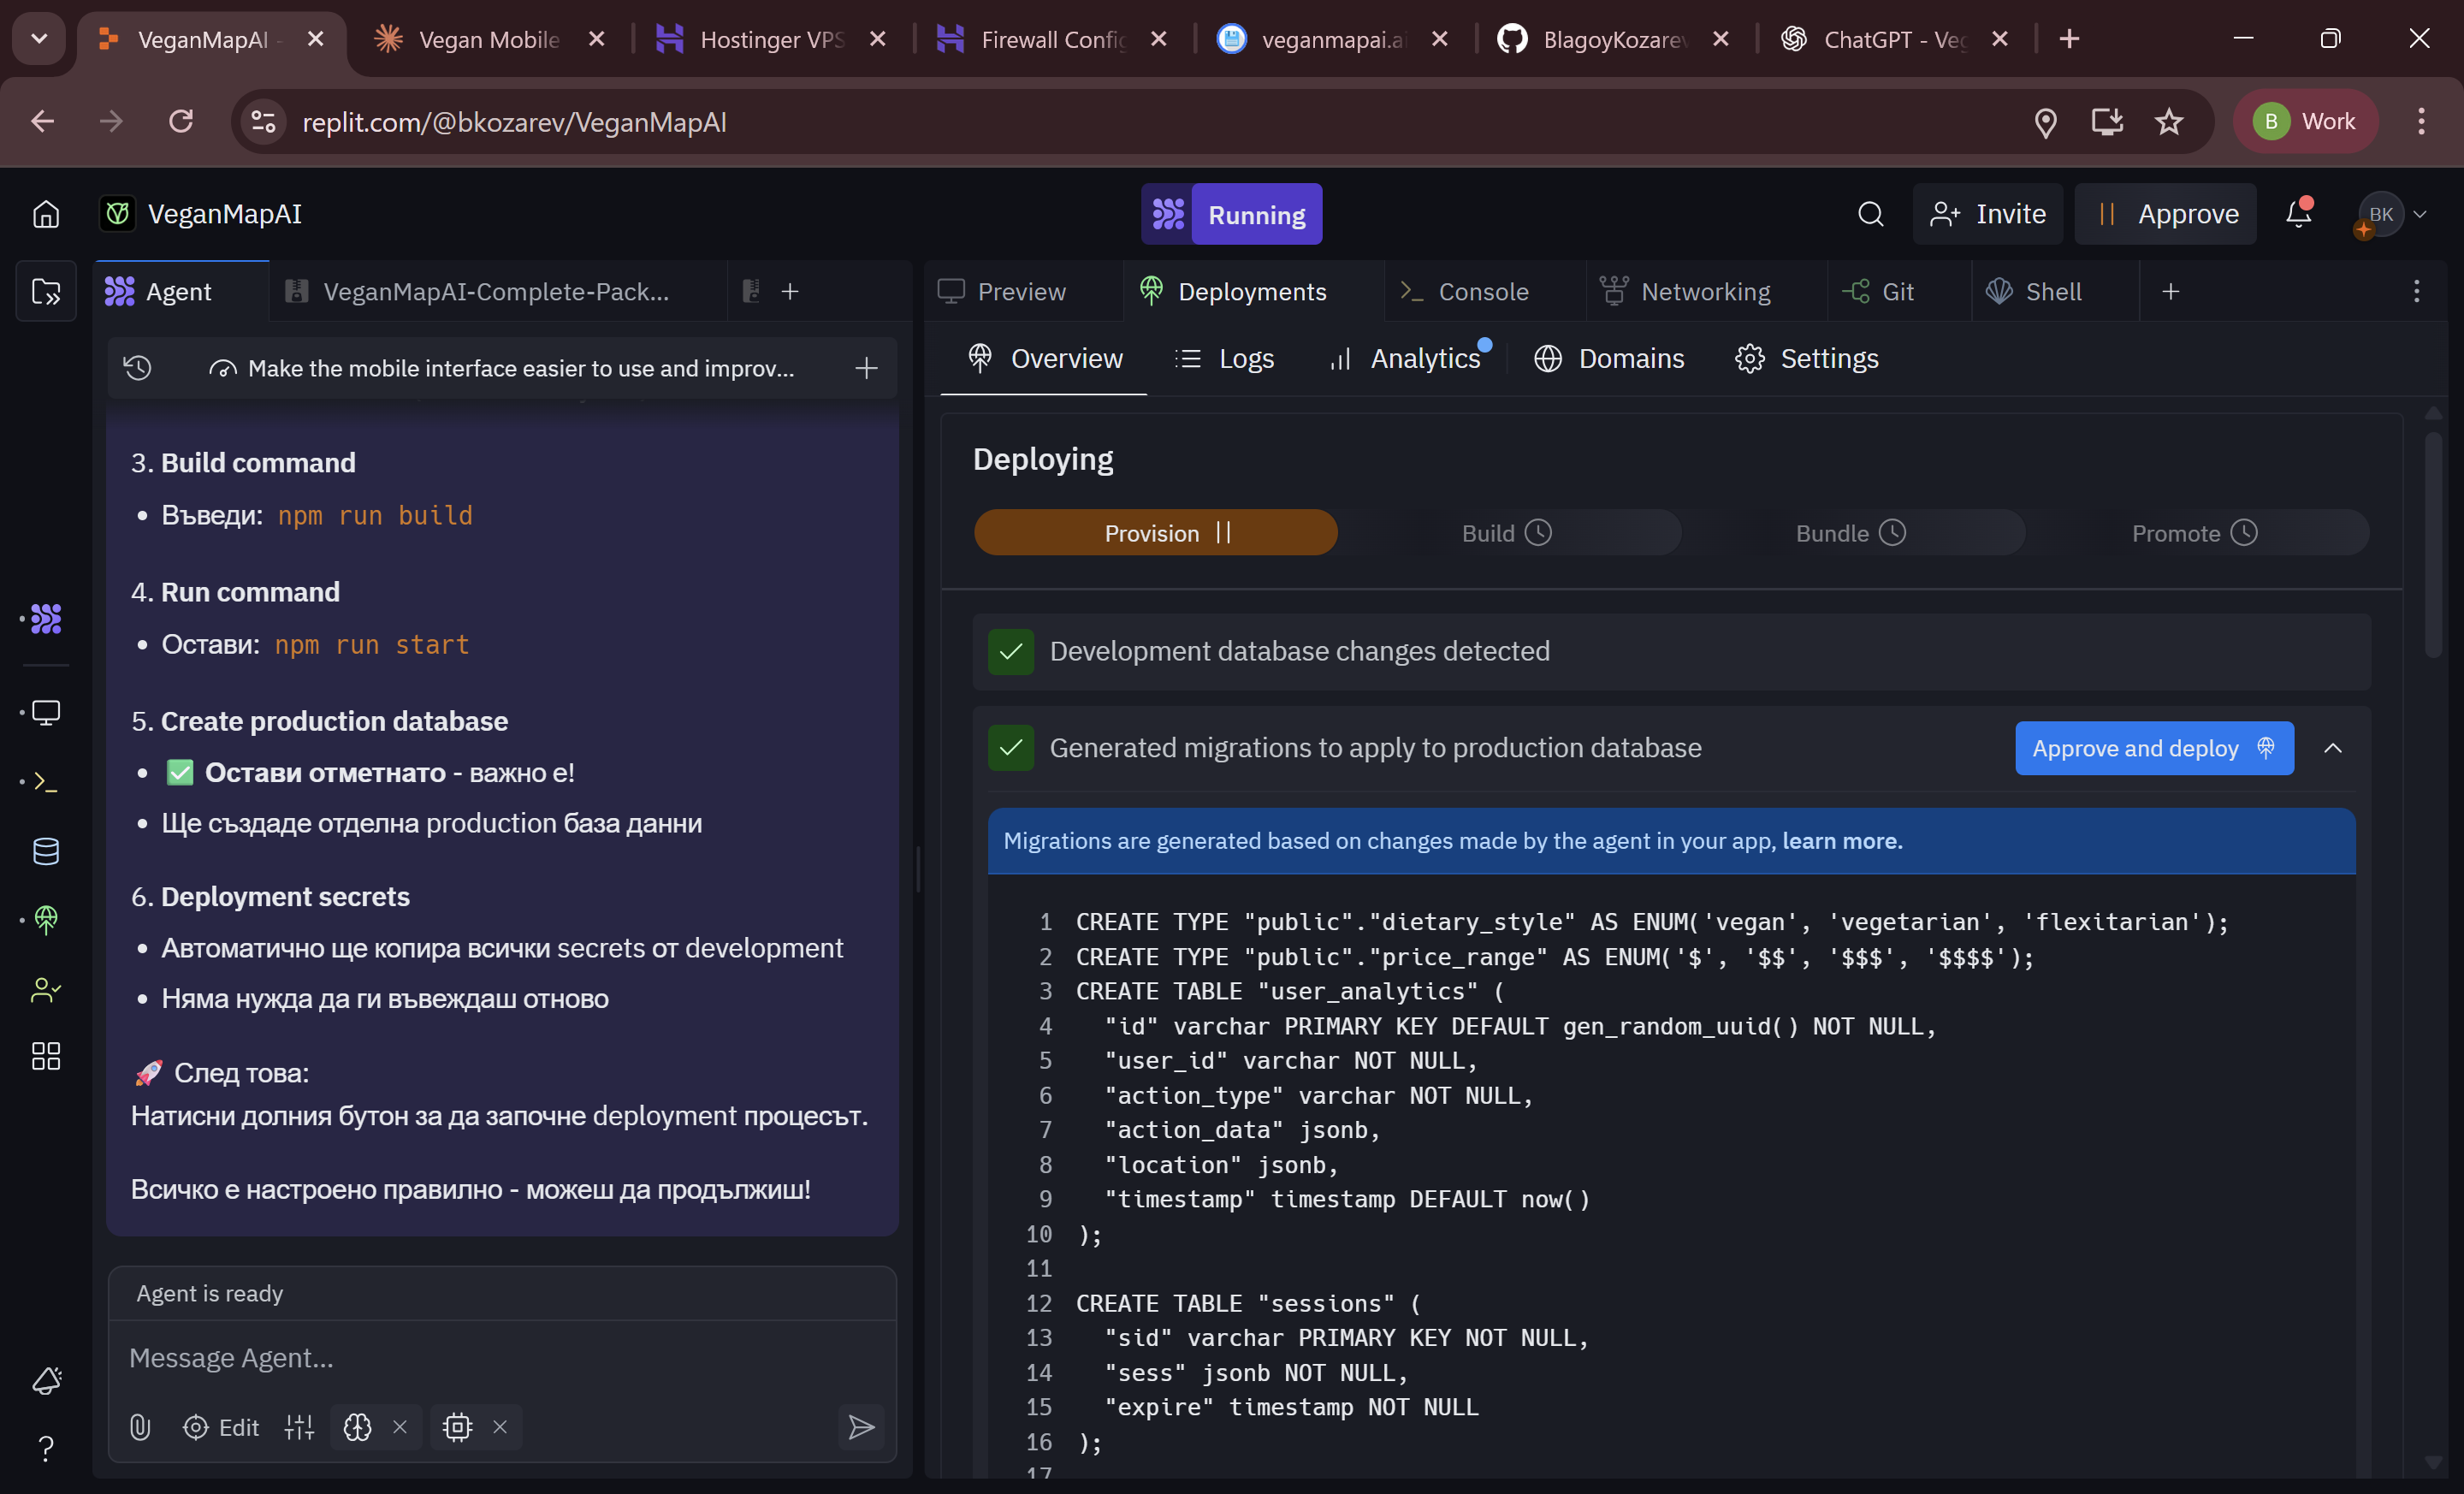 VeganMapAI -
Vegan Mobile
Hostinger VPS
Firewall Config
veganmapai.ai
BlagoyKozarev
ChatGPT - Veg
replit.com/@bkozarev/VeganMapAI
B Work
VeganMapAI
Running
Invite
Approve
BK
Agent
VeganMapAI-Complete-Pack...
Preview
Deployments
Console
Networking
Git
Shell
Make the mobile interface easier to use and improv...
Overview
Logs
Analytics
Domains
Settings
3. Build command
• Въведи: npm run build
4. Run command
• Остави: npm run start
5. Create production database
• ✅ Остави отметнато - важно е!
• Ще създаде отделна production база данни
6. Deployment secrets
• Автоматично ще копира всички secrets от development
• Няма нужда да ги въвеждаш отново
🚀 След това:
Натисни долния бутон за да започне deployment процесът.
Всичко е настроено правилно - можеш да продължиш!
Agent is ready
Message Agent...
Edit
Deploying
Provision
Build
Bundle
Promote
Development database changes detected
Generated migrations to apply to production database
Approve and deploy
Migrations are generated based on changes made by the agent in your app, learn more.
1 CREATE TYPE "public"."dietary_style" AS ENUM('vegan', 'vegetarian', 'flexitarian');
2 CREATE TYPE "public"."price_range" AS ENUM('$', '$$', '$$$', '$$$$');
3 CREATE TABLE "user_analytics" (
4 "id" varchar PRIMARY KEY DEFAULT gen_random_uuid() NOT NULL,
5 "user_id" varchar NOT NULL,
6 "action_type" varchar NOT NULL,
7 "action_data" jsonb,
8 "location" jsonb,
9 "timestamp" timestamp DEFAULT now()
10 );
11
12 CREATE TABLE "sessions" (
13 "sid" varchar PRIMARY KEY NOT NULL,
14 "sess" jsonb NOT NULL,
15 "expire" timestamp NOT NULL
16 );
17